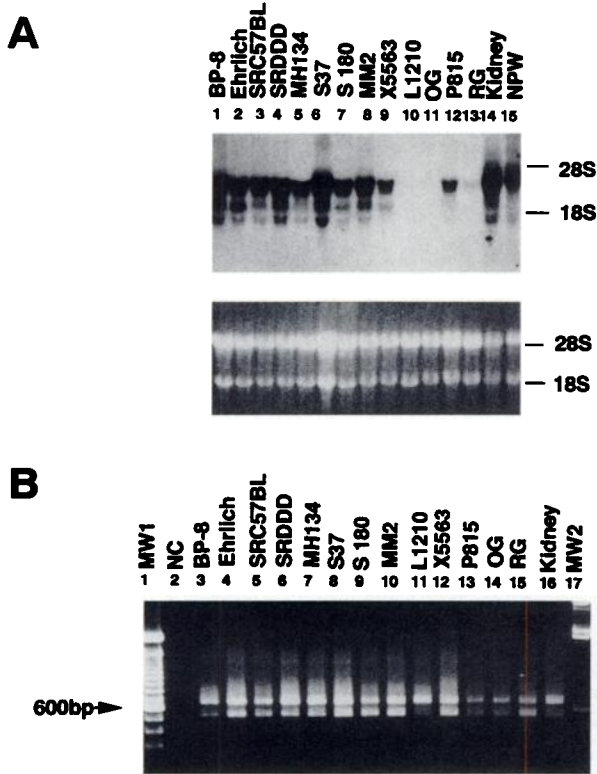 A
BP-8 Ehrlich SRC57BL SRDDD MH134 S37 S 180 MM2 X5563 L1210 OG P815 RG Kidney NPW
1 2 3 4 5 6 7 8 9 10 11 12 13 14 15
28S
18S
28S
18S
B
MW1 NC BP-8 Ehrlich SRC57BL SRDDD MH134 S37 S 180 MM2 L1210 X5563 P815 OG RG Kidney MW2
1 2 3 4 5 6 7 8 9 10 11 12 13 14 15 16 17
600bp